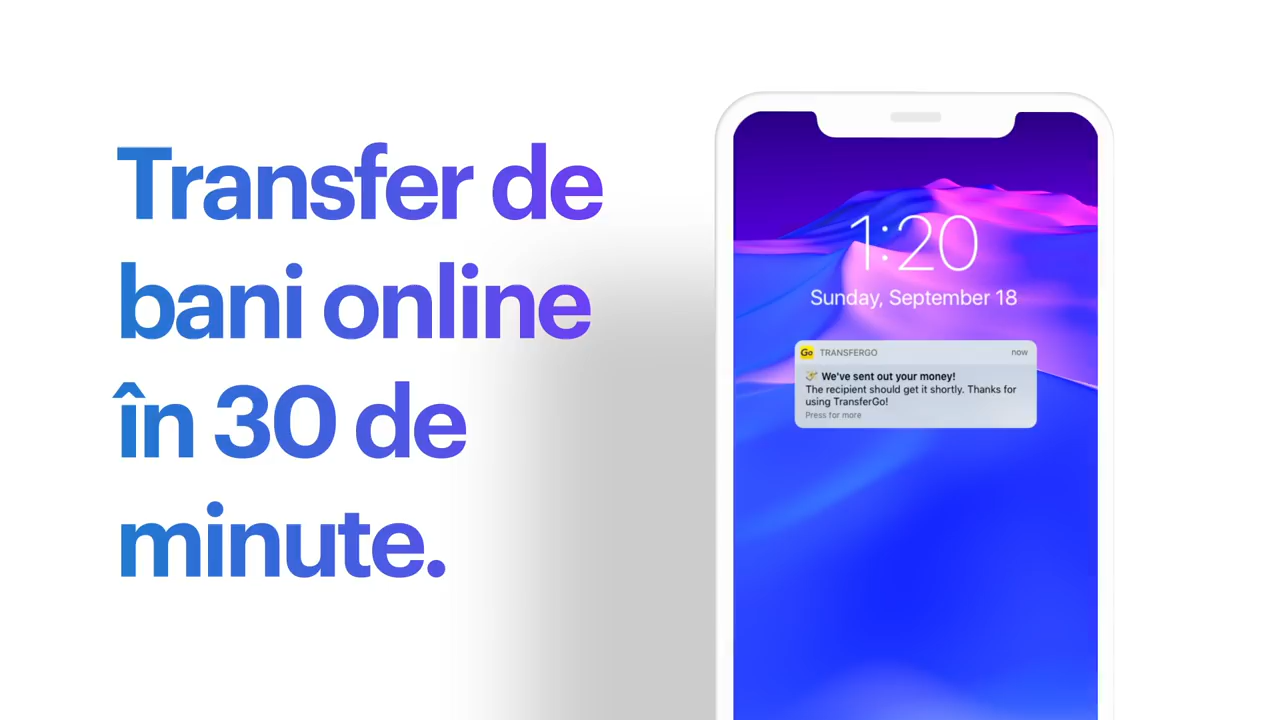 Transfer de
bani online
în 30 de
minute.
1:20
Sunday, September 18
Go TRANSFERGO now
We've sent out your money!
The recipient should get it shortly. Thanks for
using TransferGo!
Press for more